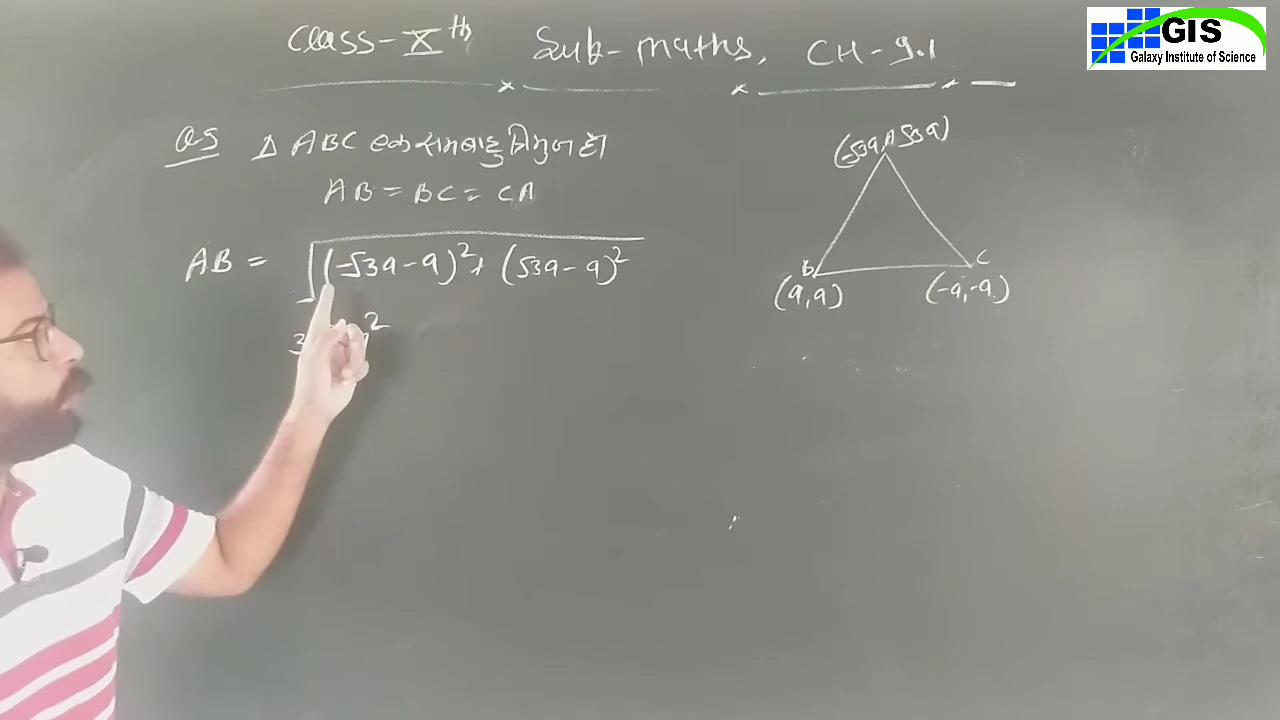 GIS
Galaxy Institute of Science
Class-Xth Sub-maths, CH-9.1
Q5 Δ ABC एक समबाहु त्रिभुज है।
AB = BC = CA
AB = √(-√3a-a)²+(√3a-a)²
(-√3a, A √3a)
B C
(a,a) (-a,-a)